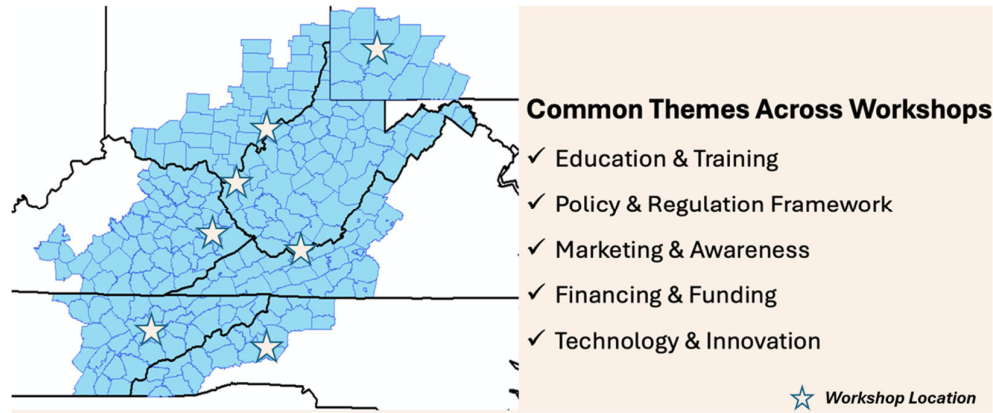 Common Themes Across Workshops
✓ Education & Training
✓ Policy & Regulation Framework
✓ Marketing & Awareness
✓ Financing & Funding
✓ Technology & Innovation
Workshop Location